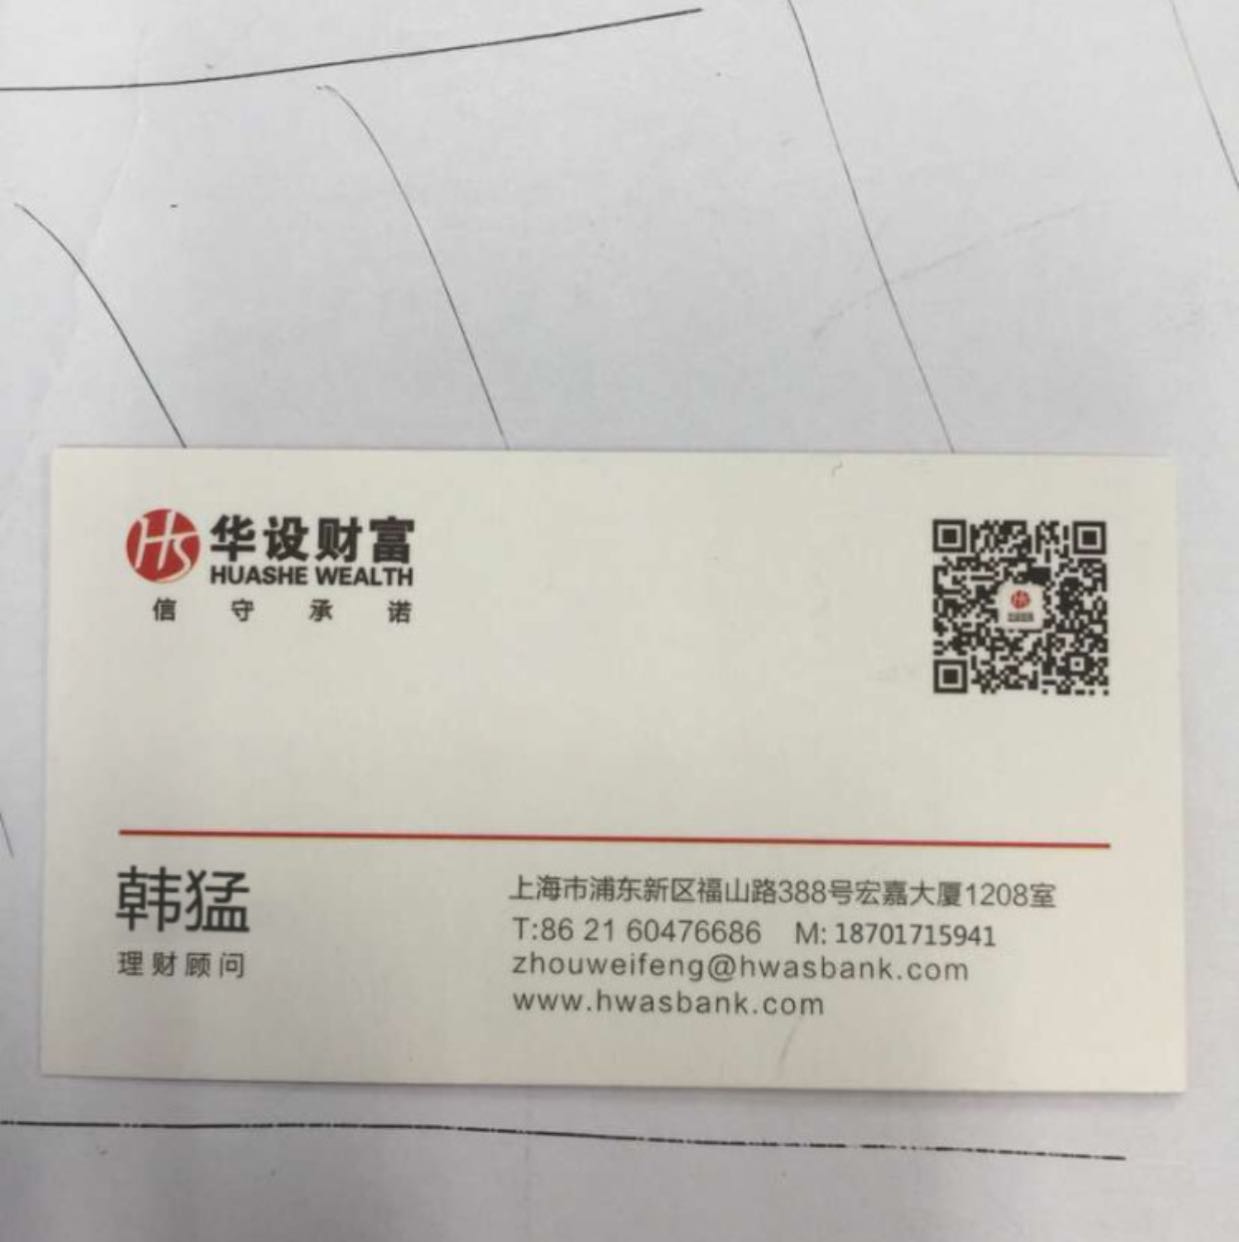 华设财富
HUASHE WEALTH
信守承诺
韩猛
理财顾问
上海市浦东新区福山路388号宏嘉大厦1208室
T:86 21 60476686 M: 18701715941
zhouweifeng@hwasbank.com
www.hwasbank.com